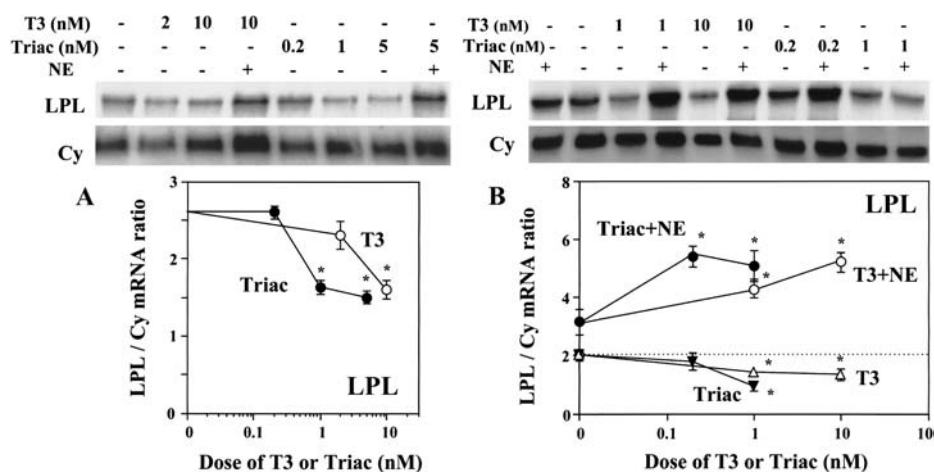 T3 (nM) - 2 10 10 - - - -
Triac (nM) - - - - 0.2 1 5 5
NE - - - + - - - +
LPL
Cy
A
LPL / Cy mRNA ratio
3
2
1
0
T3
Triac
* * *
LPL
0 0.1 1 10
Dose of T3 or Triac (nM)
T3 (nM) - - 1 1 10 10 - - - -
Triac (nM) - - - - - - 0.2 0.2 1 1
NE + - - + - + - + - +
LPL
Cy
B
LPL / Cy mRNA ratio
8
6
4
2
0
LPL
Triac+NE * *
*
*
T3+NE
* *
T3
Triac *
0 0.1 1 10 100
Dose of T3 or Triac (nM)